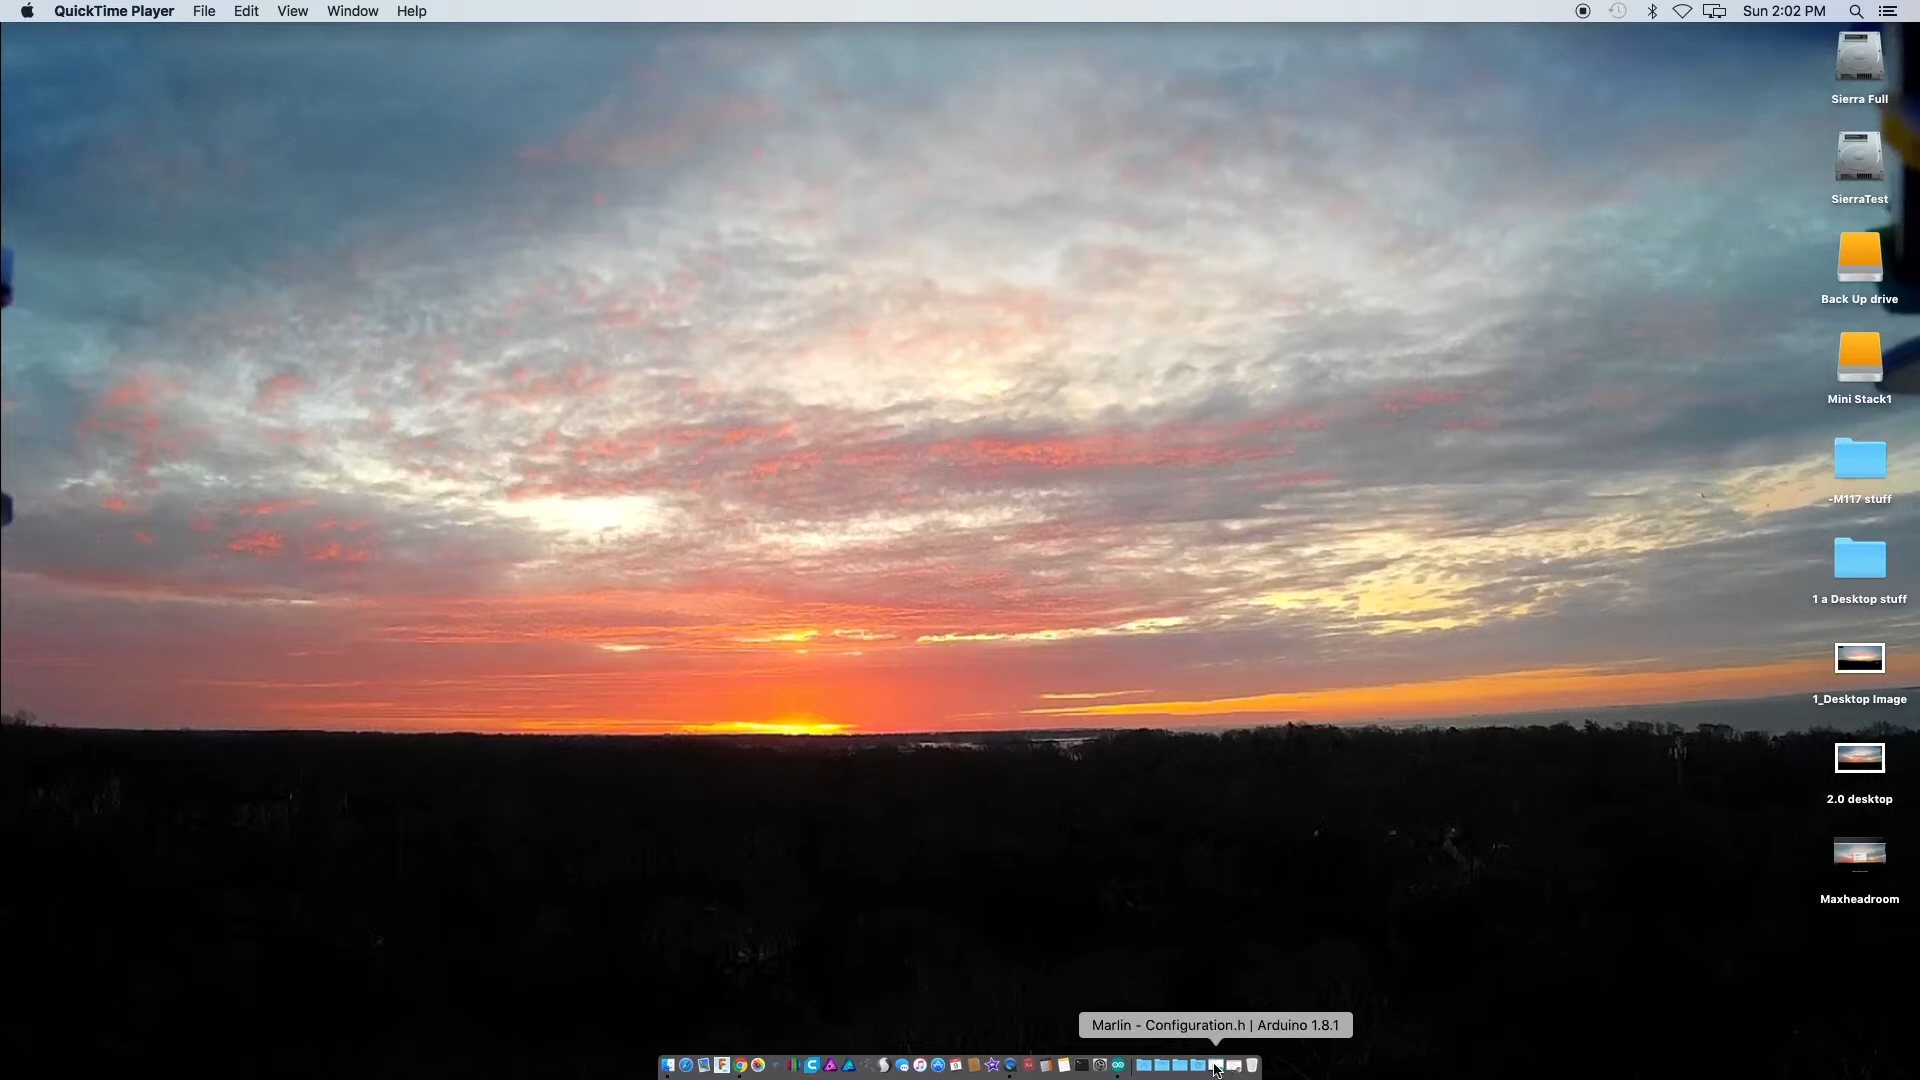 QuickTime Player File Edit View Window Help Sun 2:02 PM
Sierra Full
SierraTest
Back Up drive
Mini Stack1
-M117 stuff
1 a Desktop stuff
1_Desktop Image
2.0 desktop
Maxheadroom
Marlin - Configuration.h | Arduino 1.8.1